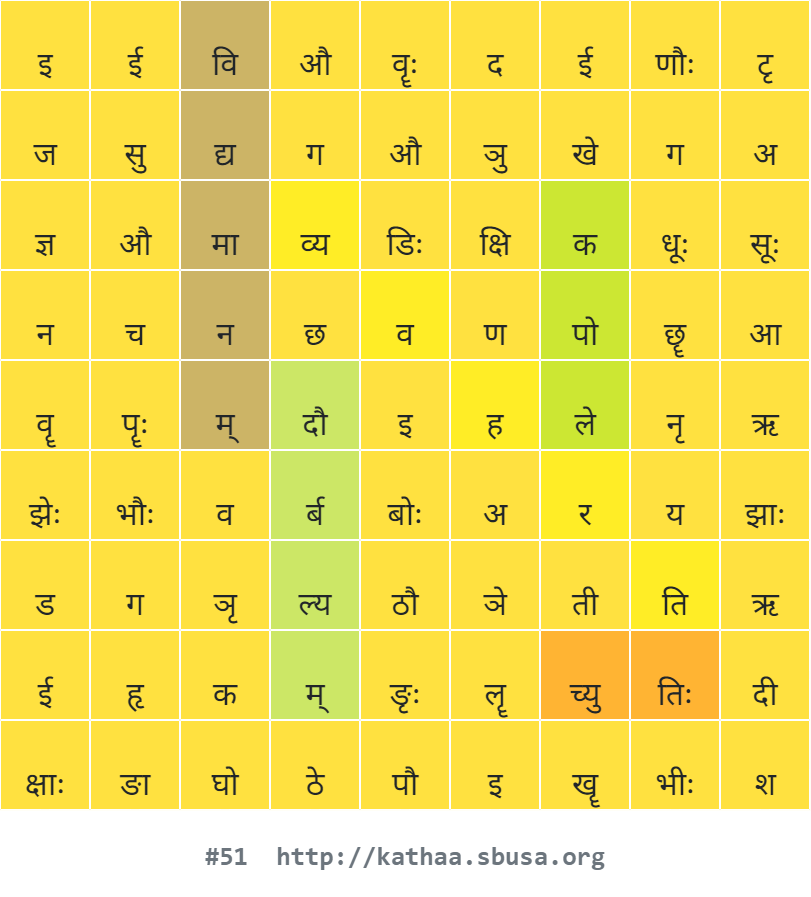 इ ई वि औ वॄः द ई णौः टृ
ज सु द्य ग औ ञु खे ग अ
ज्ञ औ मा व्य डिः क्षि क धूः सूः
न च न छ व ण पो छॄ आ
वॄ पॄः म् दौ इ ह ले नृ ऋ
झेः भौः व र्ब बोः अ र य झाः
ड ग ञृ ल्य ठौ ञे ती ति ऋ
ई हृ क म् ङृः लॄ च्यु तिः दी
क्षाः ङा घो ठे पौ इ खॄ भीः श
#51 http://kathaa.sbusa.org